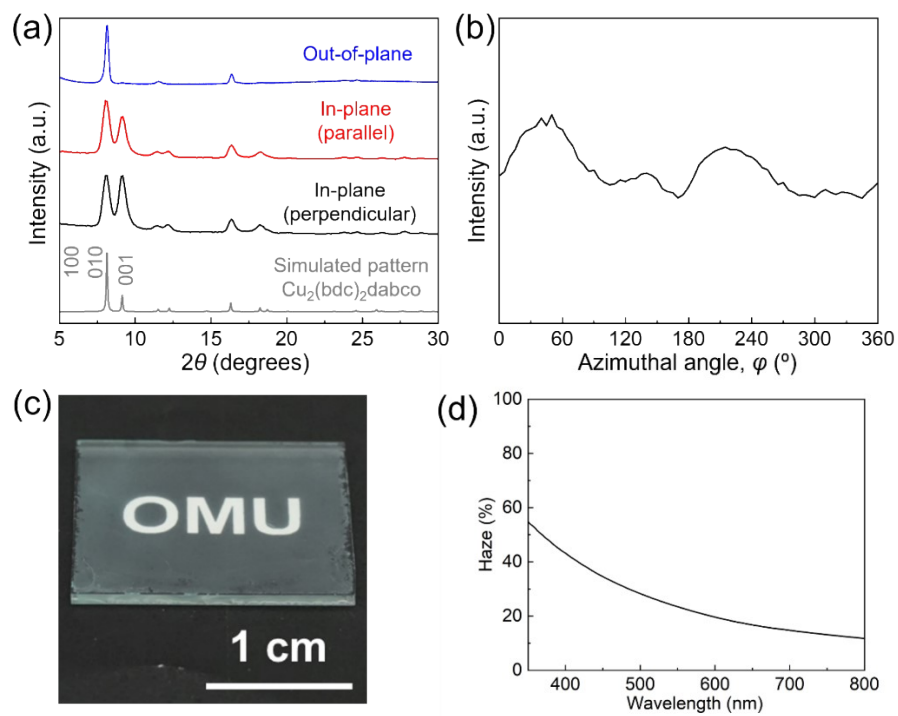 (a)
Out-of-plane
In-plane
(parallel)
In-plane
(perpendicular)
100
010
001
Simulated pattern
Cu₂(bdc)₂dabco
Intensity (a.u.)
5 10 15 20 25 30
2θ (degrees)
(b)
Intensity (a.u.)
0 60 120 180 240 300 360
Azimuthal angle, φ (º)
(c)
OMU
1 cm
(d)
100
80
60
40
20
0
Haze (%)
400 500 600 700 800
Wavelength (nm)